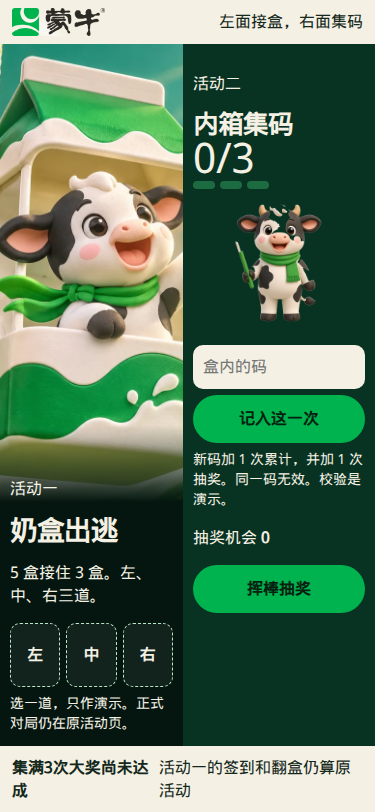 蒙牛®
左面接盒，右面集码
活动一
奶盒出逃
5 盒接住 3 盒。左、
中、右三道。
左
中
右
选一道，只作演示。正式
对局仍在原活动页。
活动二
内箱集码
0/3
盒内的码
记入这一次
新码加 1 次累计，并加 1 次
抽奖。同一码无效。校验是
演示。
抽奖机会 0
挥棒抽奖
集满3次大奖尚未达
成
活动一的签到和翻盒仍算原
活动